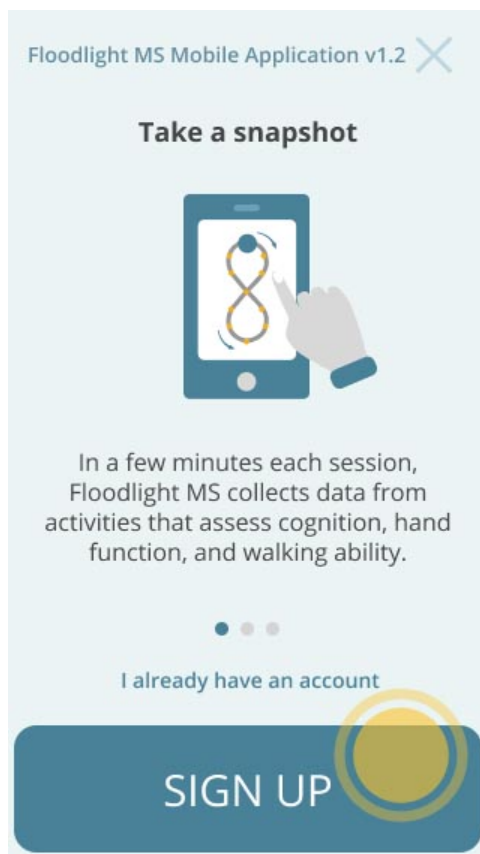 Floodlight MS Mobile Application v1.2
Take a snapshot
In a few minutes each session,
Floodlight MS collects data from
activities that assess cognition, hand
function, and walking ability.
I already have an account
SIGN UP